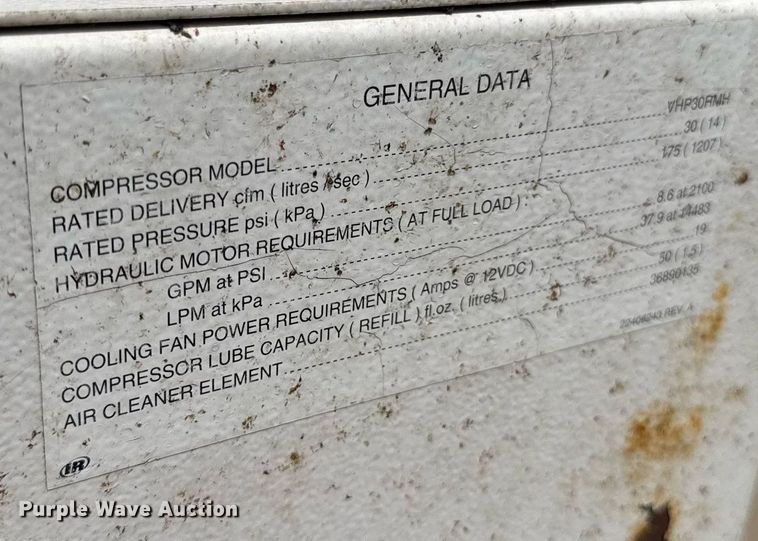 GENERAL DATA
COMPRESSOR MODEL VHP30RMH
RATED DELIVERY cfm ( litres / sec ) 30 ( 14 )
RATED PRESSURE psi ( kPa ) 175 ( 1207 )
HYDRAULIC MOTOR REQUIREMENTS ( AT FULL LOAD )
GPM at PSI 8.6 at 2100
LPM at kPa 37.9 at 14483
COOLING FAN POWER REQUIREMENTS ( Amps @ 12VDC ) 19
COMPRESSOR LUBE CAPACITY ( REFILL ) fl.oz. ( litres.) 50 ( 1.5 )
AIR CLEANER ELEMENT 36890135
22406243 REV. A
IR
Purple Wave Auction